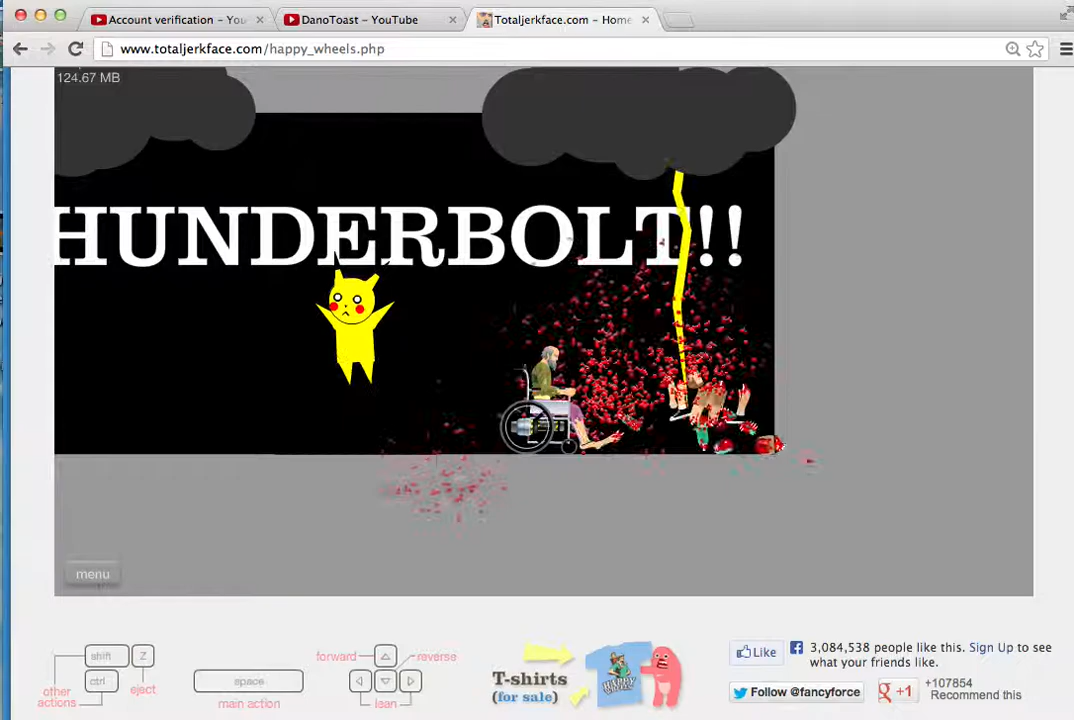 Account verification – You
DanoToast – YouTube
Totaljerkface.com – Home
www.totaljerkface.com/happy_wheels.php
124.67 MB
HUNDERBOLT!!
menu
shift
Z
ctrl
other
actions
eject
space
main action
forward
reverse
lean
T-shirts
(for sale)
HAPPY
WHEELS
Like
3,084,538 people like this. Sign Up to see
what your friends like.
Follow @fancyforce
g +1
+107854
Recommend this